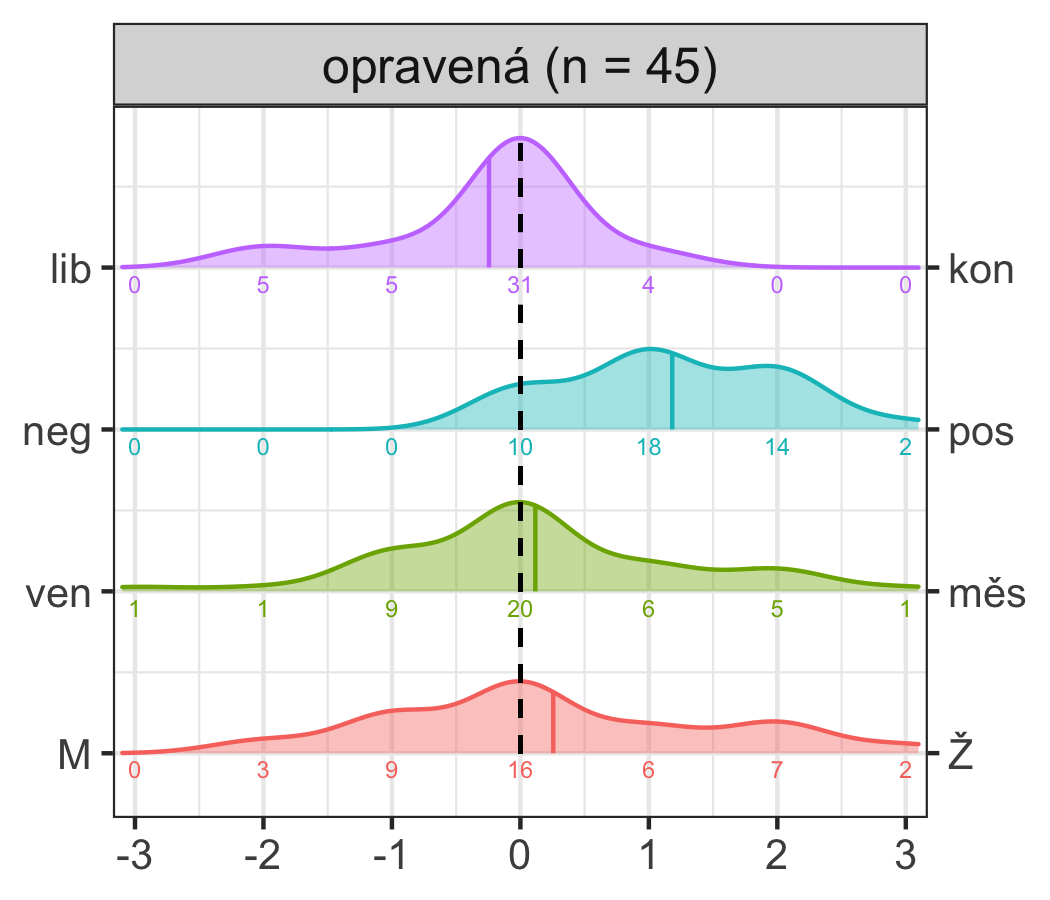 opravená (n = 45)
lib kon
0 5 5 31 4 0 0
neg pos
0 0 0 10 18 14 2
ven měs
1 1 9 20 6 5 1
M Ž
0 3 9 16 6 7 2
-3 -2 -1 0 1 2 3